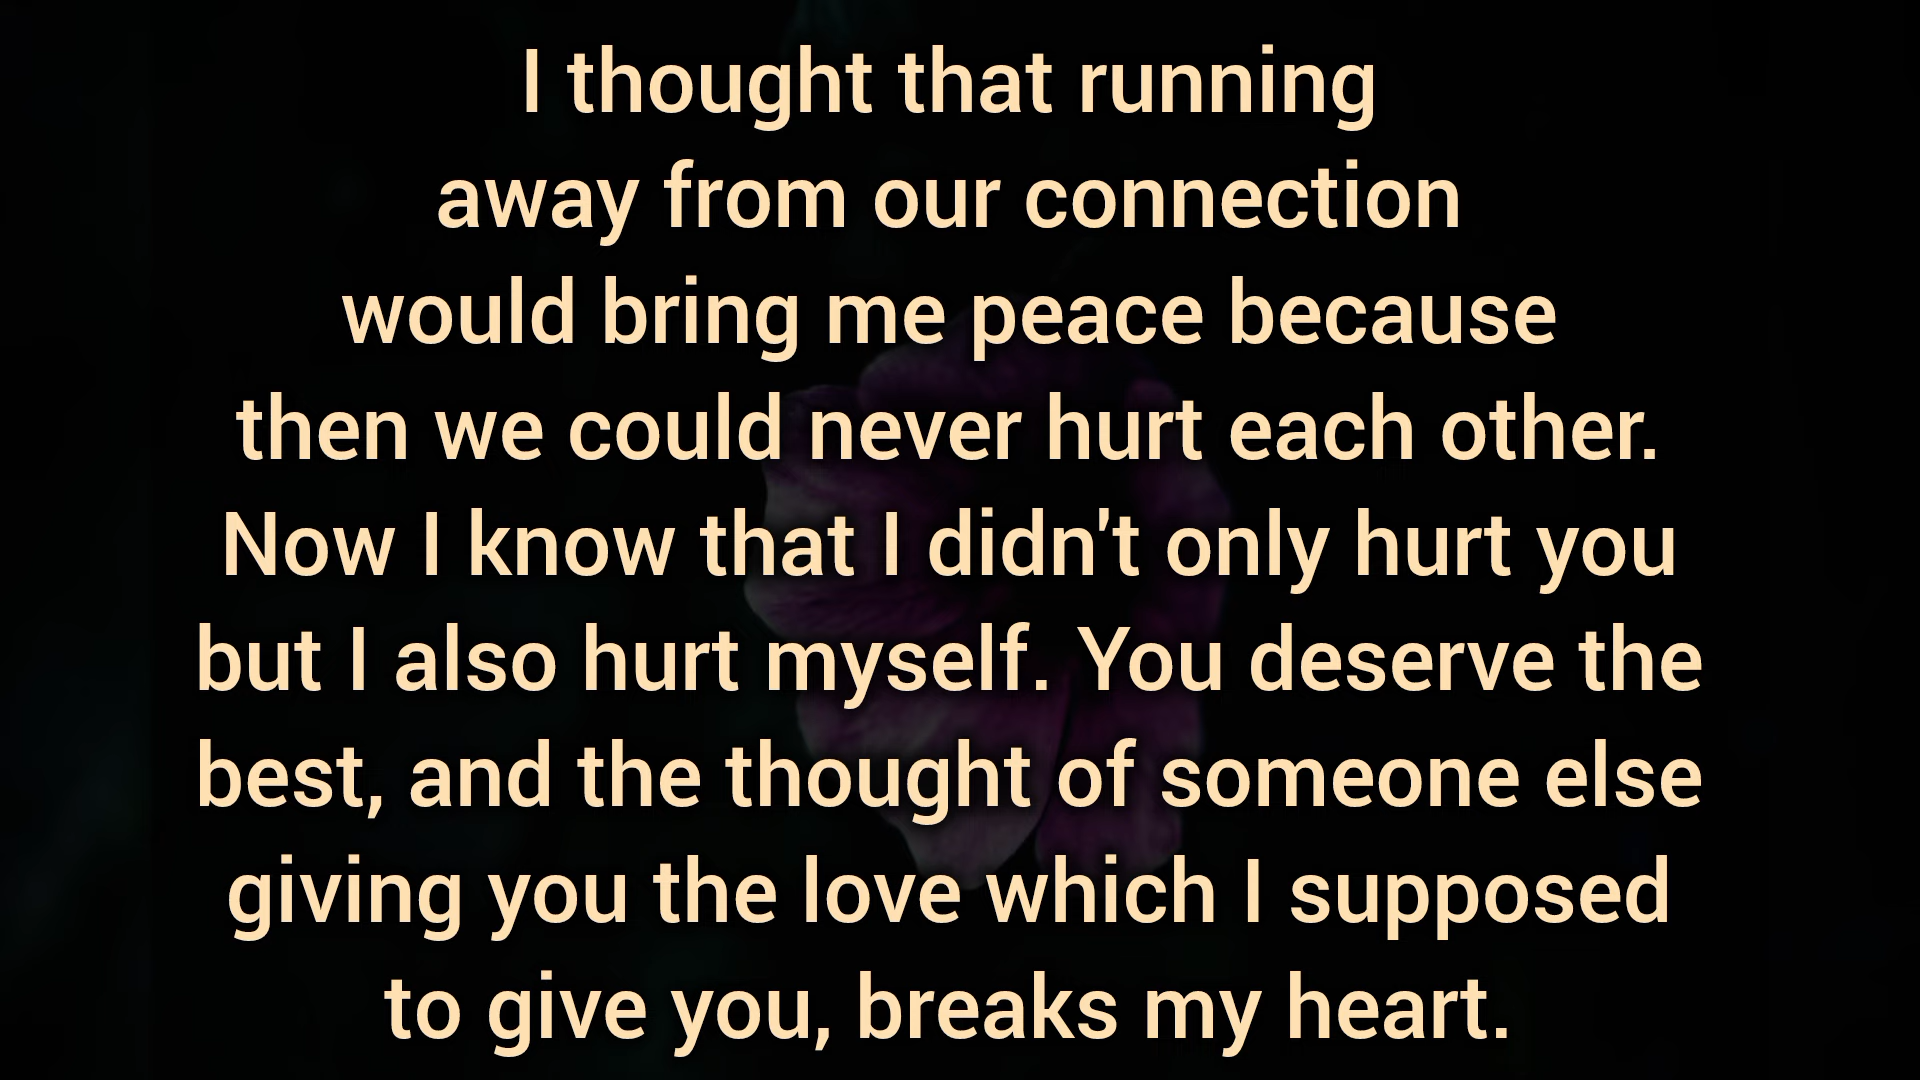 I thought that running
away from our connection
would bring me peace because
then we could never hurt each other.
Now I know that I didn't only hurt you
but I also hurt myself. You deserve the
best, and the thought of someone else
giving you the love which I supposed
to give you, breaks my heart.